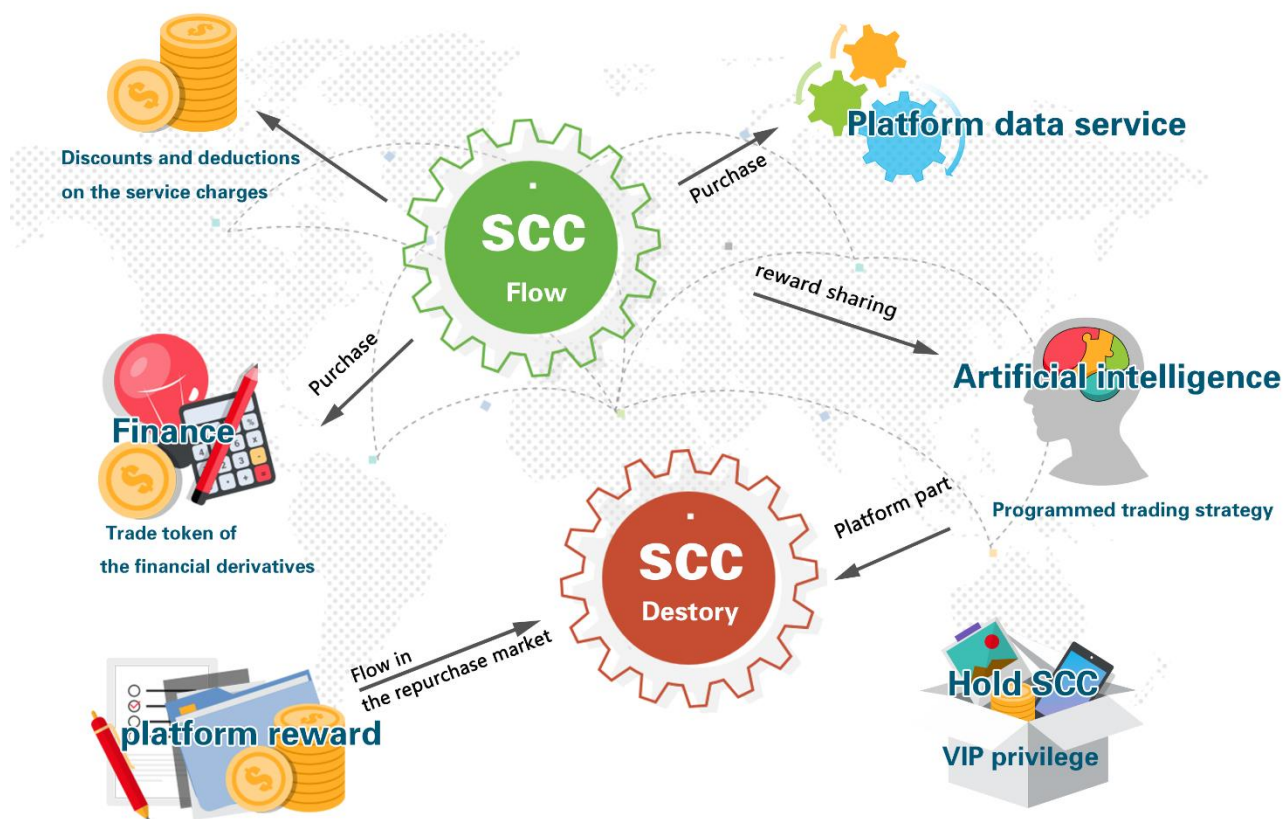 Discounts and deductions
on the service charges
SCC
Flow
Purchase
Platform data service
reward sharing
Artificial intelligence
Programmed trading strategy
Purchase
Finance
Trade token of
the financial derivatives
SCC
Destory
Platform part
Flow in
the repurchase market
platform reward
Hold SCC
VIP privilege